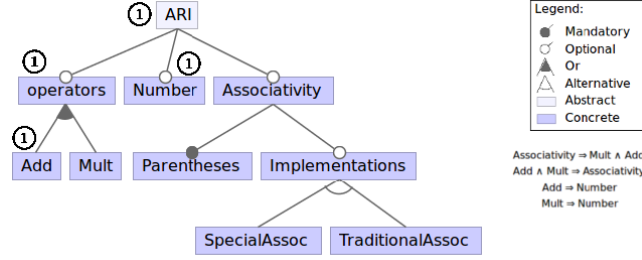 1 ARI
Legend:
Mandatory
Optional
Or
Alternative
Abstract
Concrete
1 1
operators Number Associativity
1
Add Mult Parentheses Implementations
SpecialAssoc TraditionalAssoc
Associativity ⇒ Mult ∧ Add
Add ∧ Mult ⇒ Associativity
Add ⇒ Number
Mult ⇒ Number